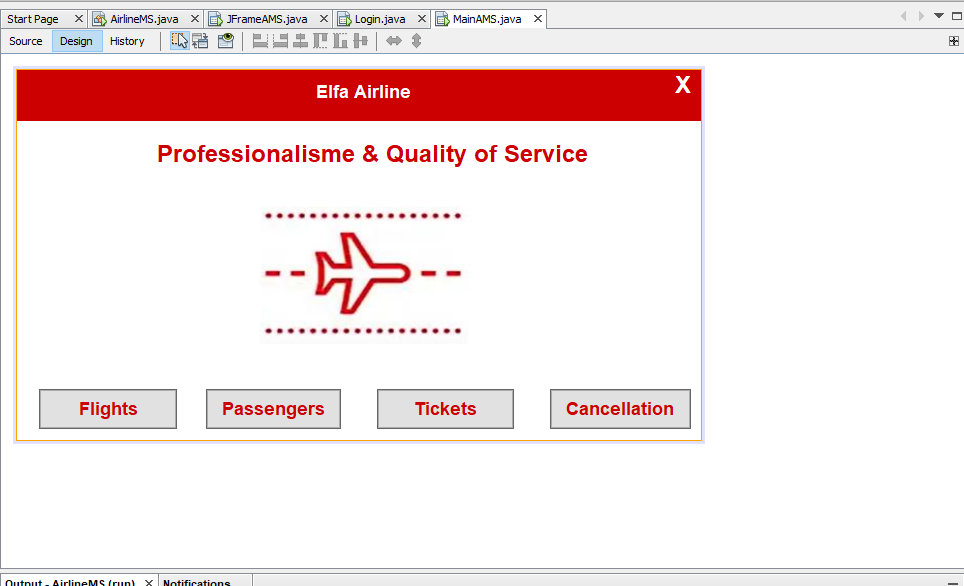 Start Page AirlineMS.java JFrameAMS.java Login.java MainAMS.java
Source Design History
Elfa Airline X
Professionalisme & Quality of Service
Flights Passengers Tickets Cancellation
Output - AirlineMS (run) Notifications